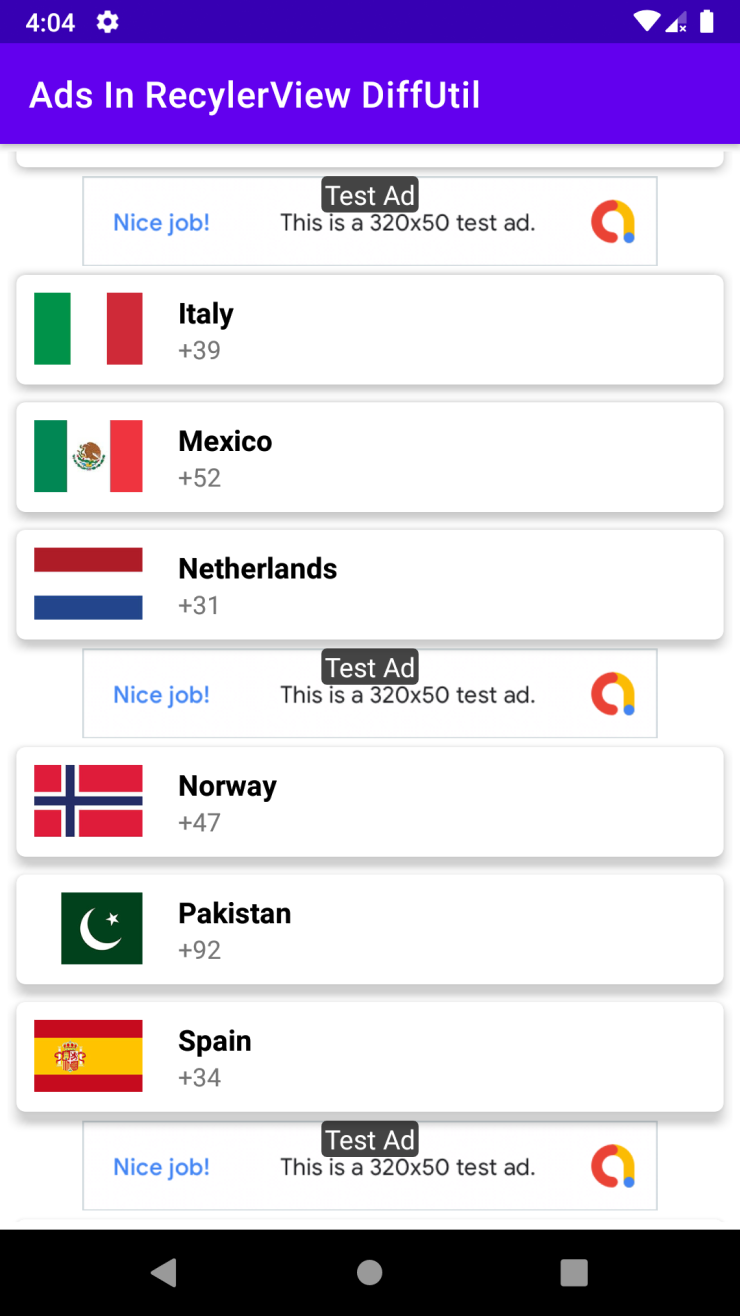 4:04
Ads In RecylerView DiffUtil
Test Ad
Nice job! This is a 320x50 test ad.
Italy
+39
Mexico
+52
Netherlands
+31
Test Ad
Nice job! This is a 320x50 test ad.
Norway
+47
Pakistan
+92
Spain
+34
Test Ad
Nice job! This is a 320x50 test ad.